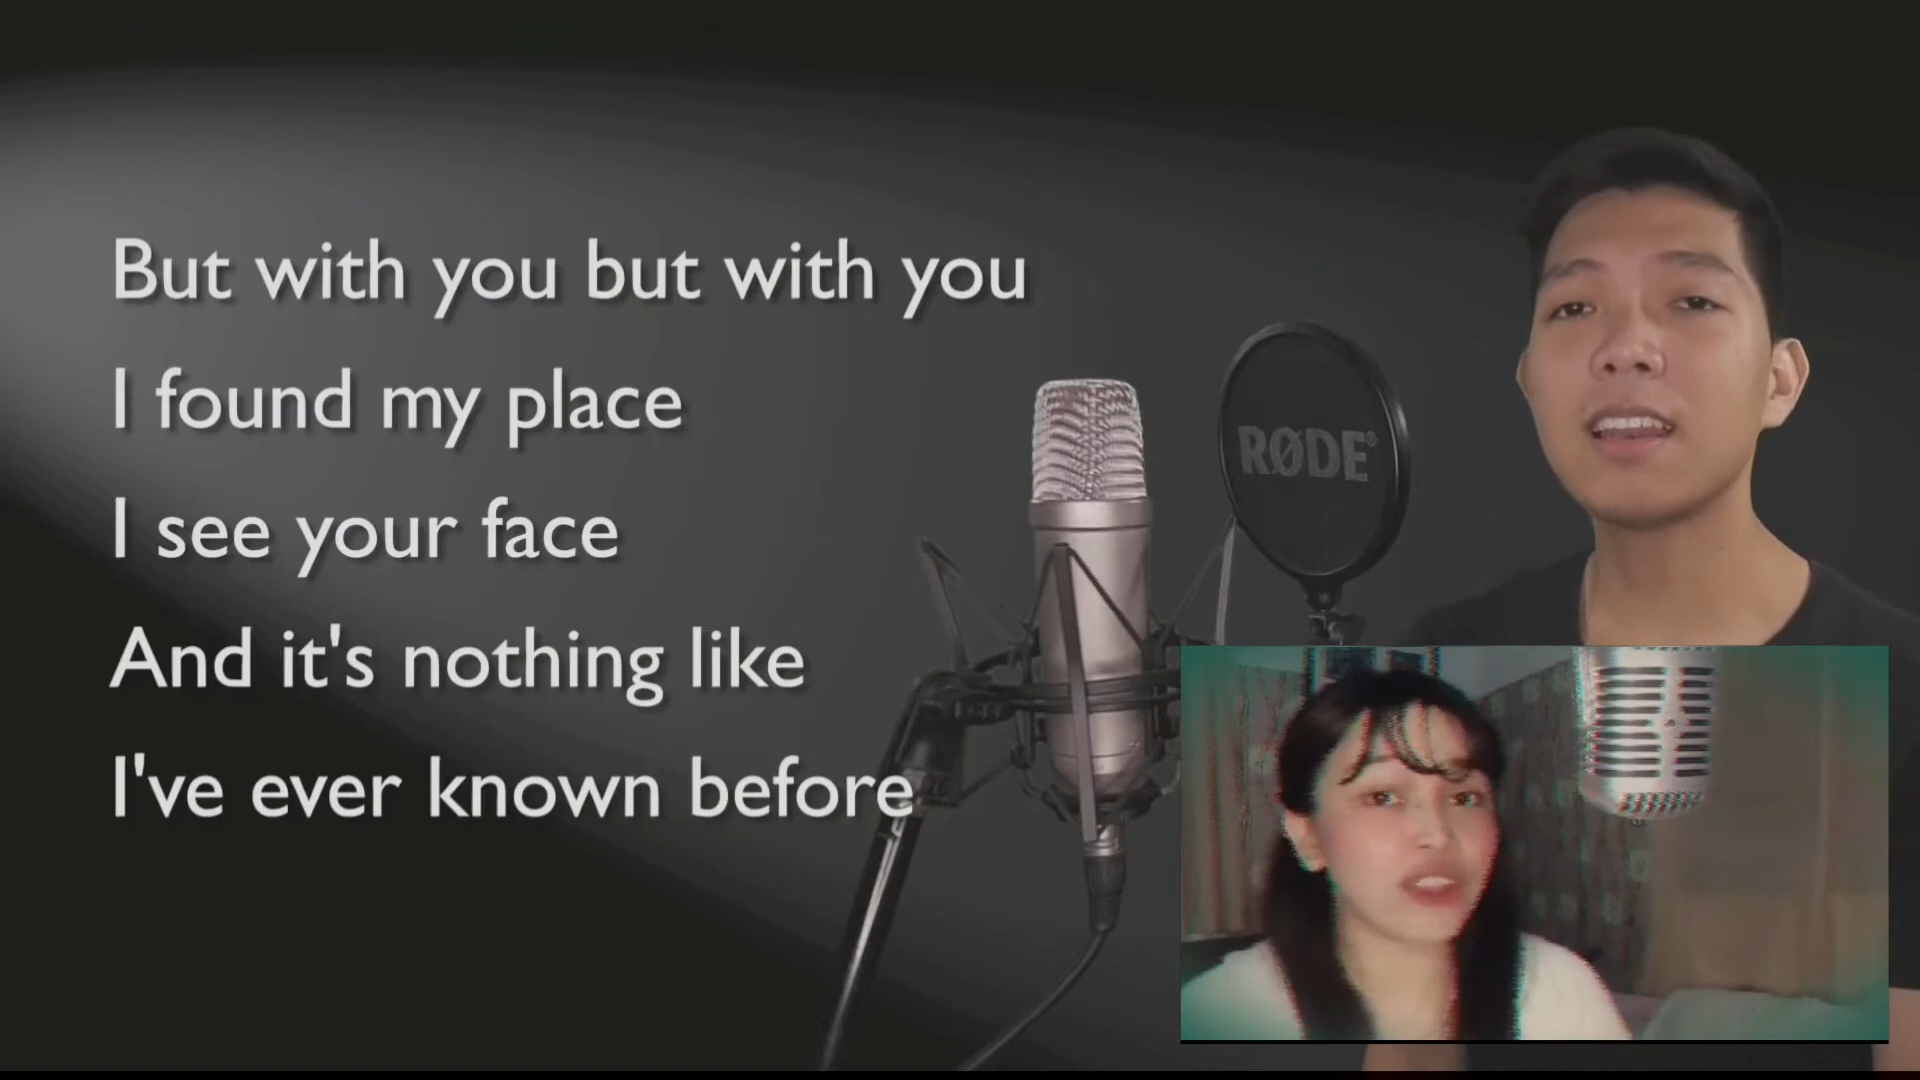 But with you but with you
I found my place
I see your face
And it's nothing like
I've ever known before
RØDE®